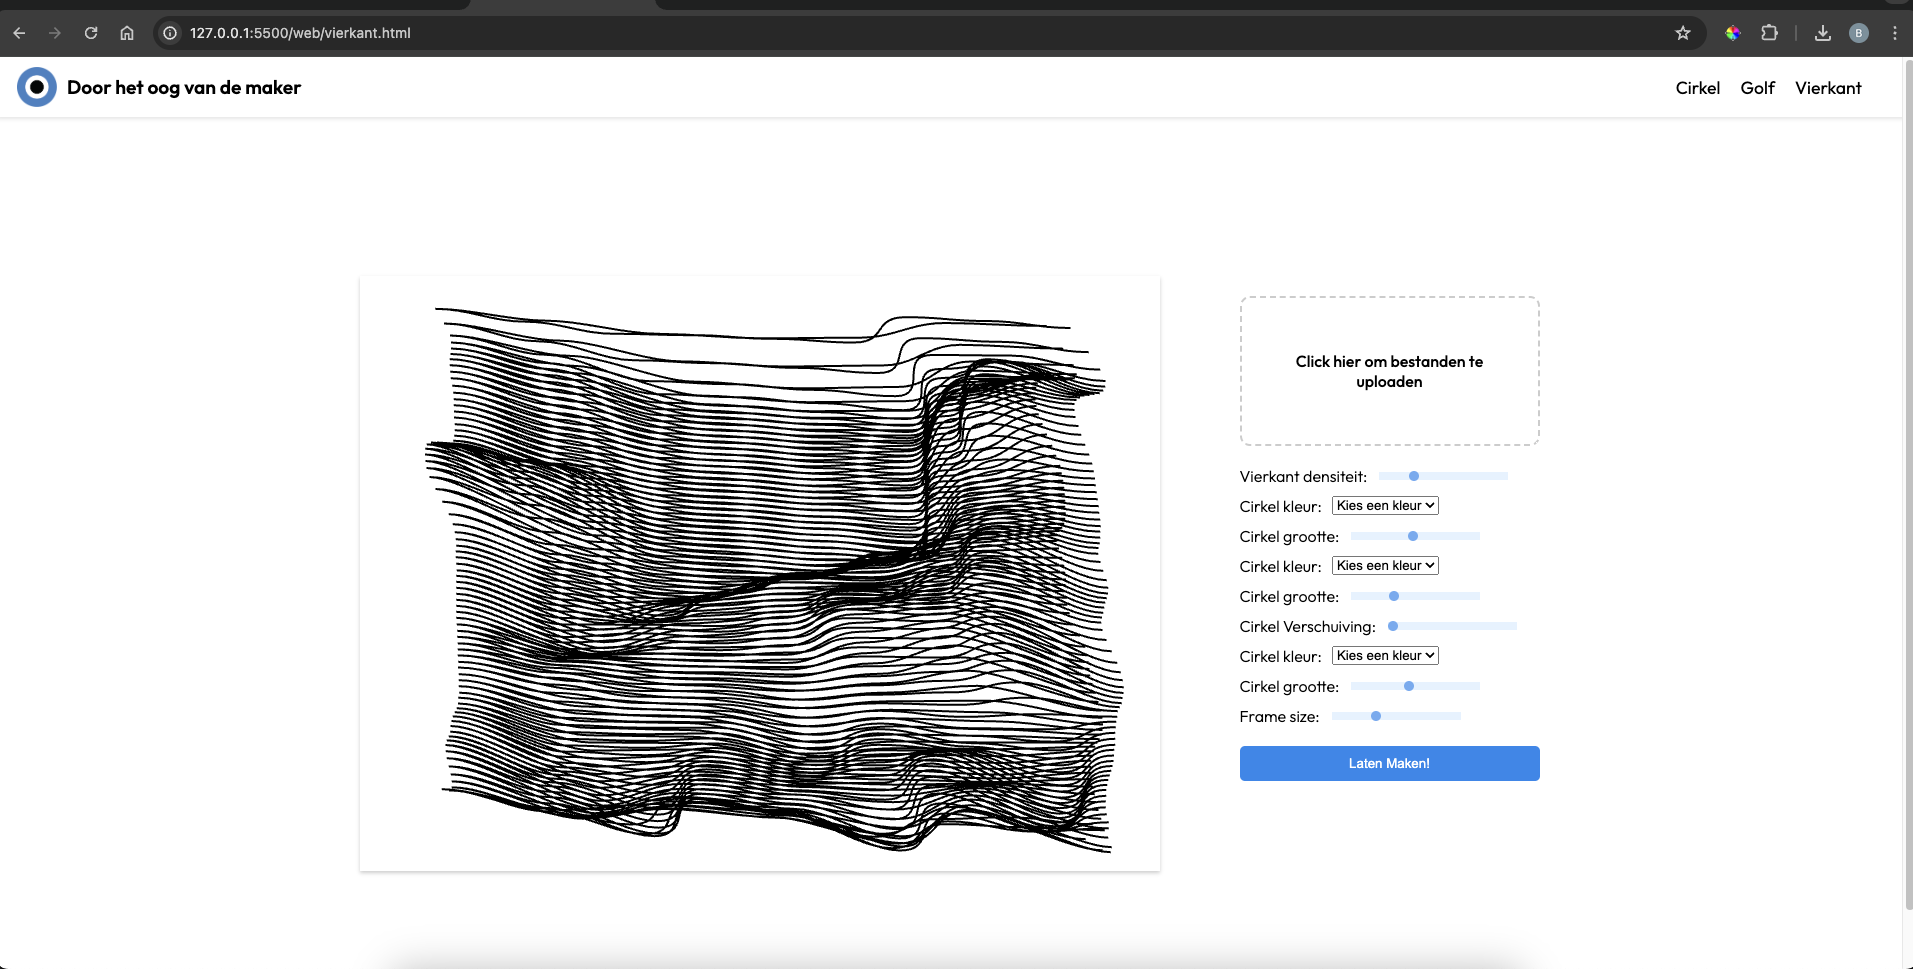 127.0.0.1:5500/web/vierkant.html
B
Door het oog van de maker
Cirkel Golf Vierkant
Click hier om bestanden te
uploaden
Vierkant densiteit:
Cirkel kleur: Kies een kleur
Cirkel grootte:
Cirkel kleur: Kies een kleur
Cirkel grootte:
Cirkel Verschuiving:
Cirkel kleur: Kies een kleur
Cirkel grootte:
Frame size:
Laten Maken!